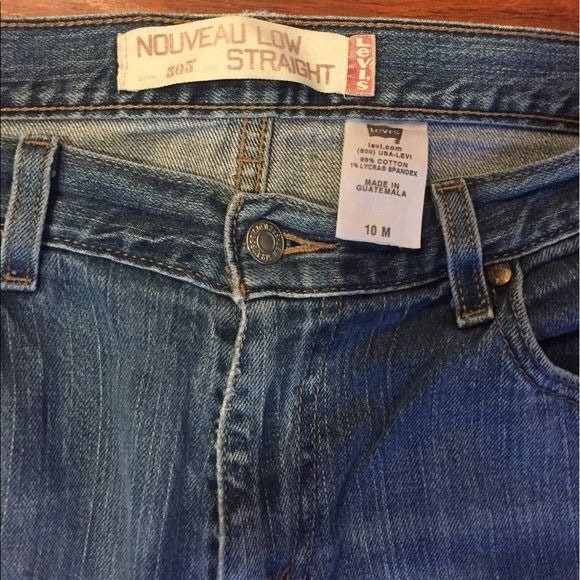 NOUVEAU LOW
505 STRAIGHT
Levi's
LEVI'S
levi.com
(800) USA-LEVI
99% COTTON
1% LYCRA® SPANDEX
MADE IN
GUATEMALA
10 M